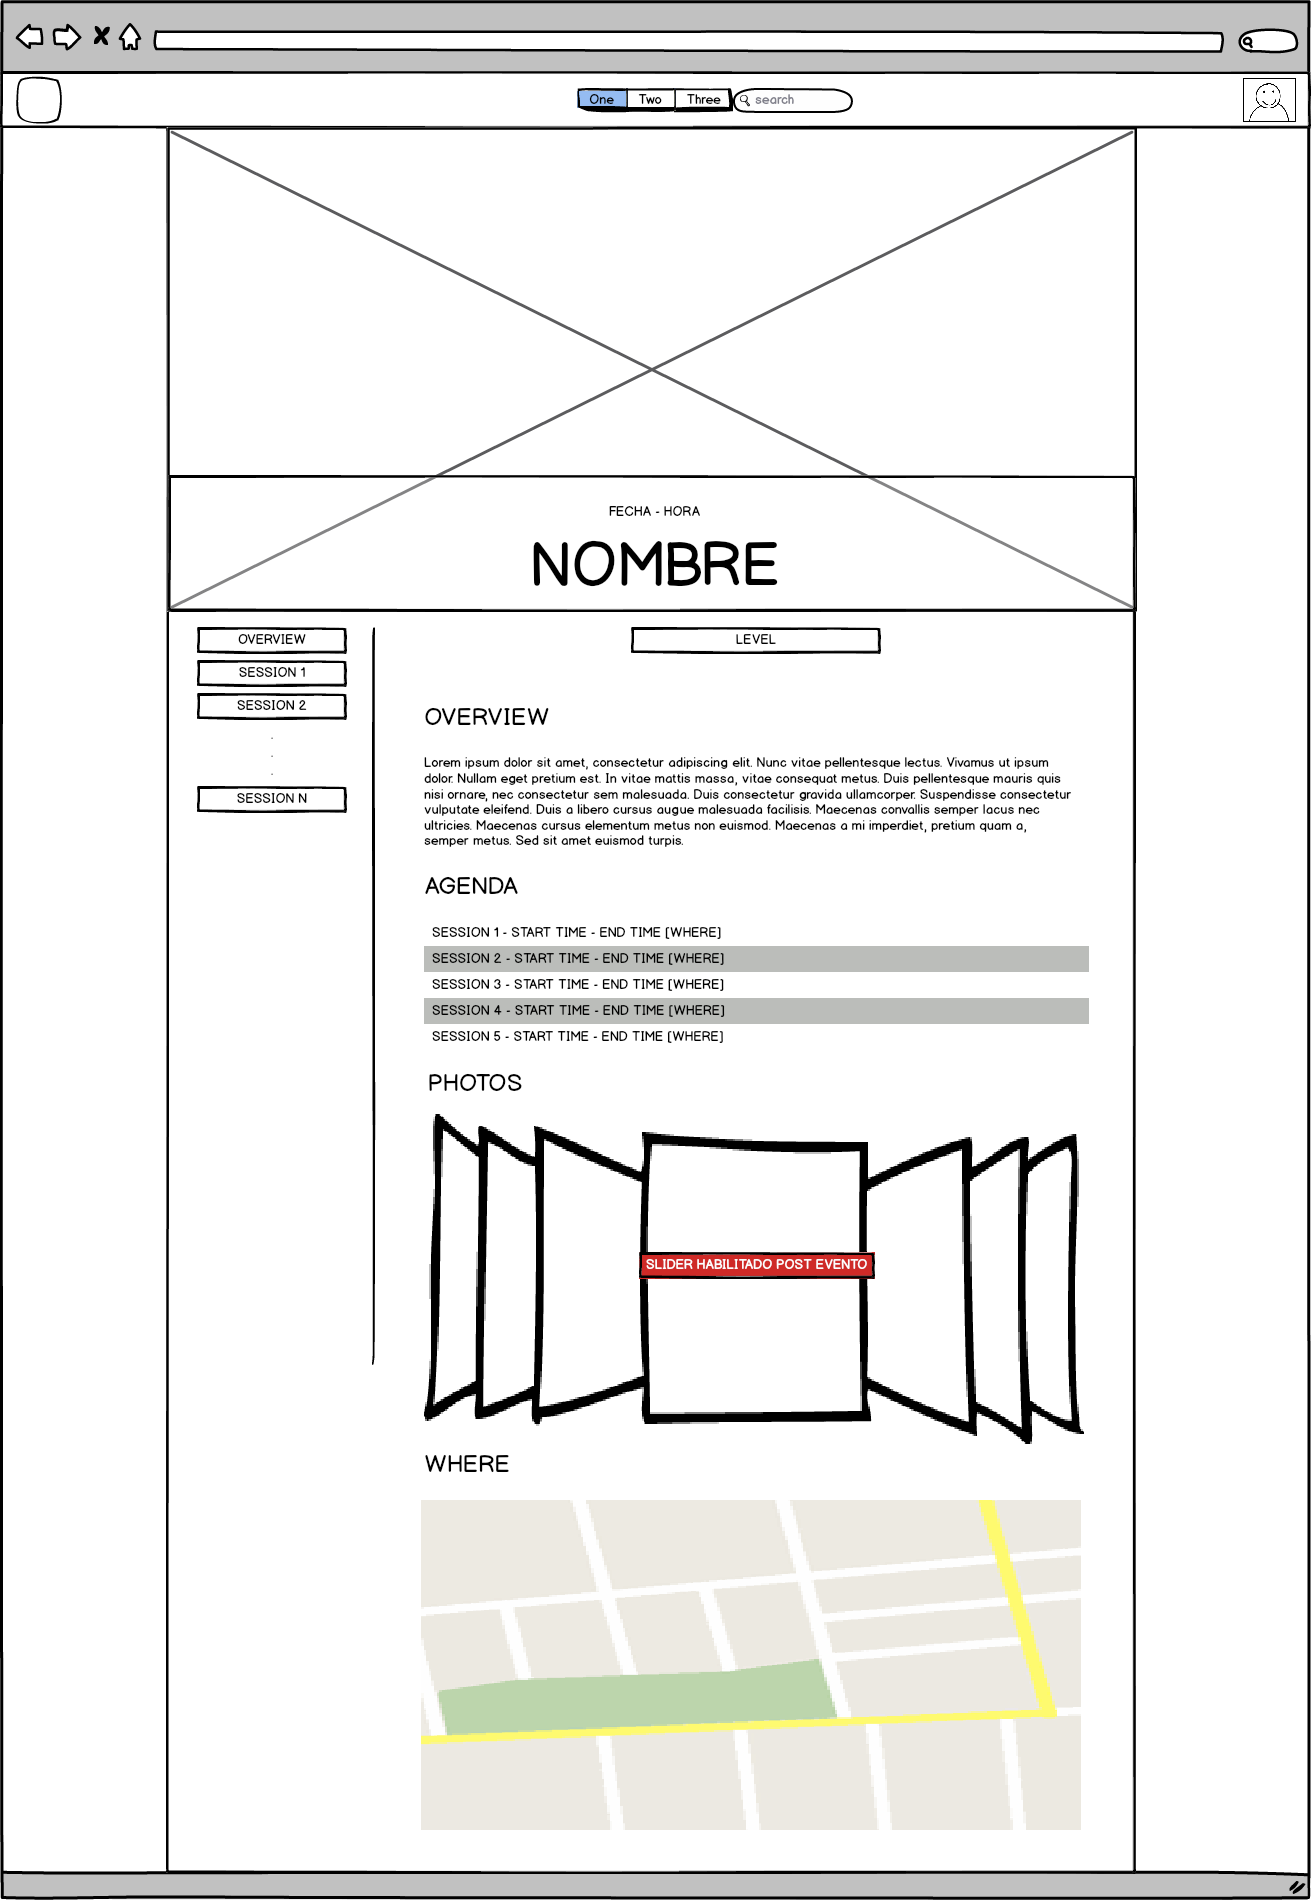 One Two Three search
FECHA - HORA
NOMBRE
OVERVIEW
SESSION 1
SESSION 2
.
.
.
SESSION N
LEVEL
OVERVIEW
Lorem ipsum dolor sit amet, consectetur adipiscing elit. Nunc vitae pellentesque lectus. Vivamus ut ipsum
dolor. Nullam eget pretium est. In vitae mattis massa, vitae consequat metus. Duis pellentesque mauris quis
nisi ornare, nec consectetur sem malesuada. Duis consectetur gravida ullamcorper. Suspendisse consectetur
vulputate eleifend. Duis a libero cursus augue malesuada facilisis. Maecenas convallis semper lacus nec
ultricies. Maecenas cursus elementum metus non euismod. Maecenas a mi imperdiet, pretium quam a,
semper metus. Sed sit amet euismod turpis.
AGENDA
SESSION 1 - START TIME - END TIME [WHERE]
SESSION 2 - START TIME - END TIME [WHERE]
SESSION 3 - START TIME - END TIME [WHERE]
SESSION 4 - START TIME - END TIME [WHERE]
SESSION 5 - START TIME - END TIME [WHERE]
PHOTOS
SLIDER HABILITADO POST EVENTO
WHERE